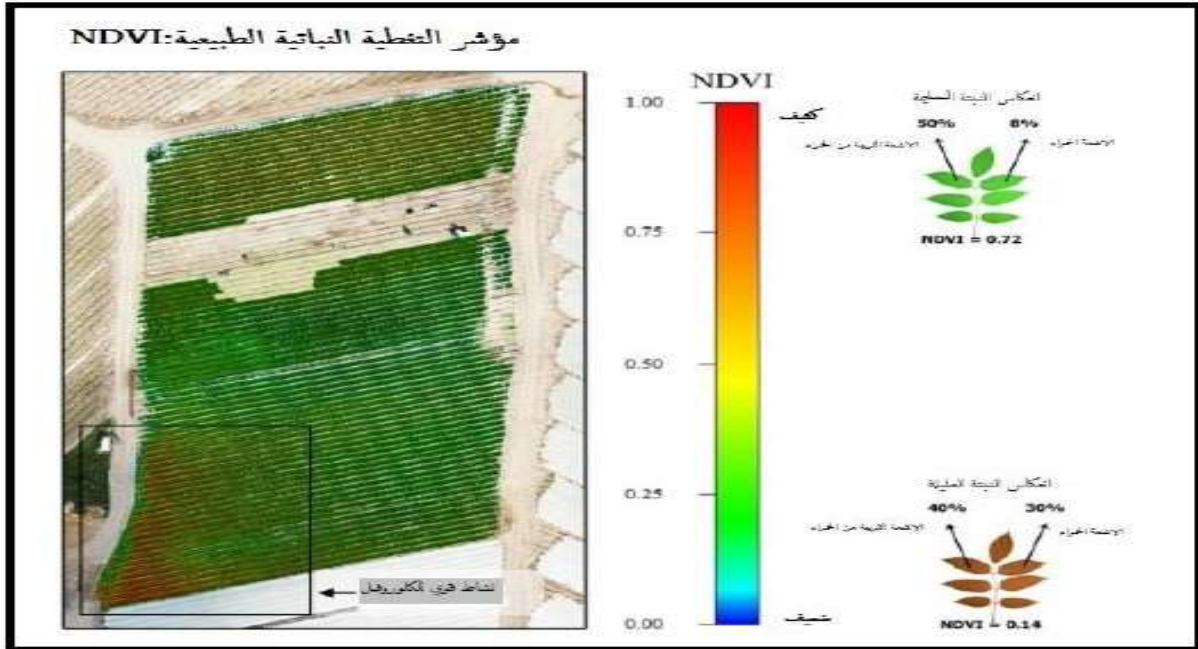 مؤشر التغطية النباتية الطبيعية:NDVI
NDVI
1.00
كثيف
0.75
0.50
0.25
0.00
ضعيف
انعكاس النبتة السليمة
50% 8%
الاشعة القريبة من الحمراء الاشعة الحمراء
NDVI = 0.72
انعكاس النبتة العليلة
40% 30%
الاشعة القريبة من الحمراء الاشعة الحمراء
NDVI = 0.14
نشاط قوي للكلوروفيل